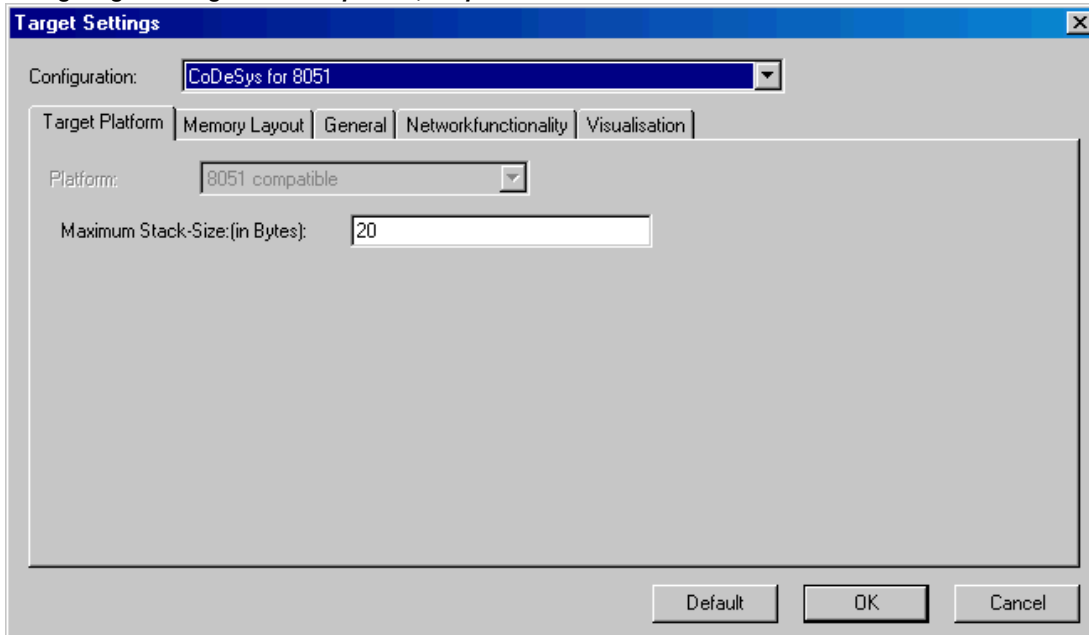 Target Settings
Configuration: CoDeSys for 8051
Target Platform Memory Layout General Networkfunctionality Visualisation
Platform: 8051 compatible
Maximum Stack-Size:(in Bytes): 20
Default OK Cancel